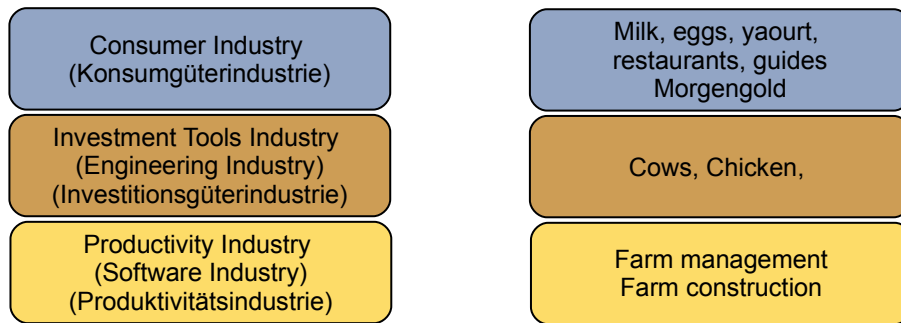 Consumer Industry
(Konsumgüterindustrie)
Milk, eggs, yaourt,
restaurants, guides
Morgengold
Investment Tools Industry
(Engineering Industry)
(Investitionsgüterindustrie)
Cows, Chicken,
Productivity Industry
(Software Industry)
(Produktivitätsindustrie)
Farm management
Farm construction